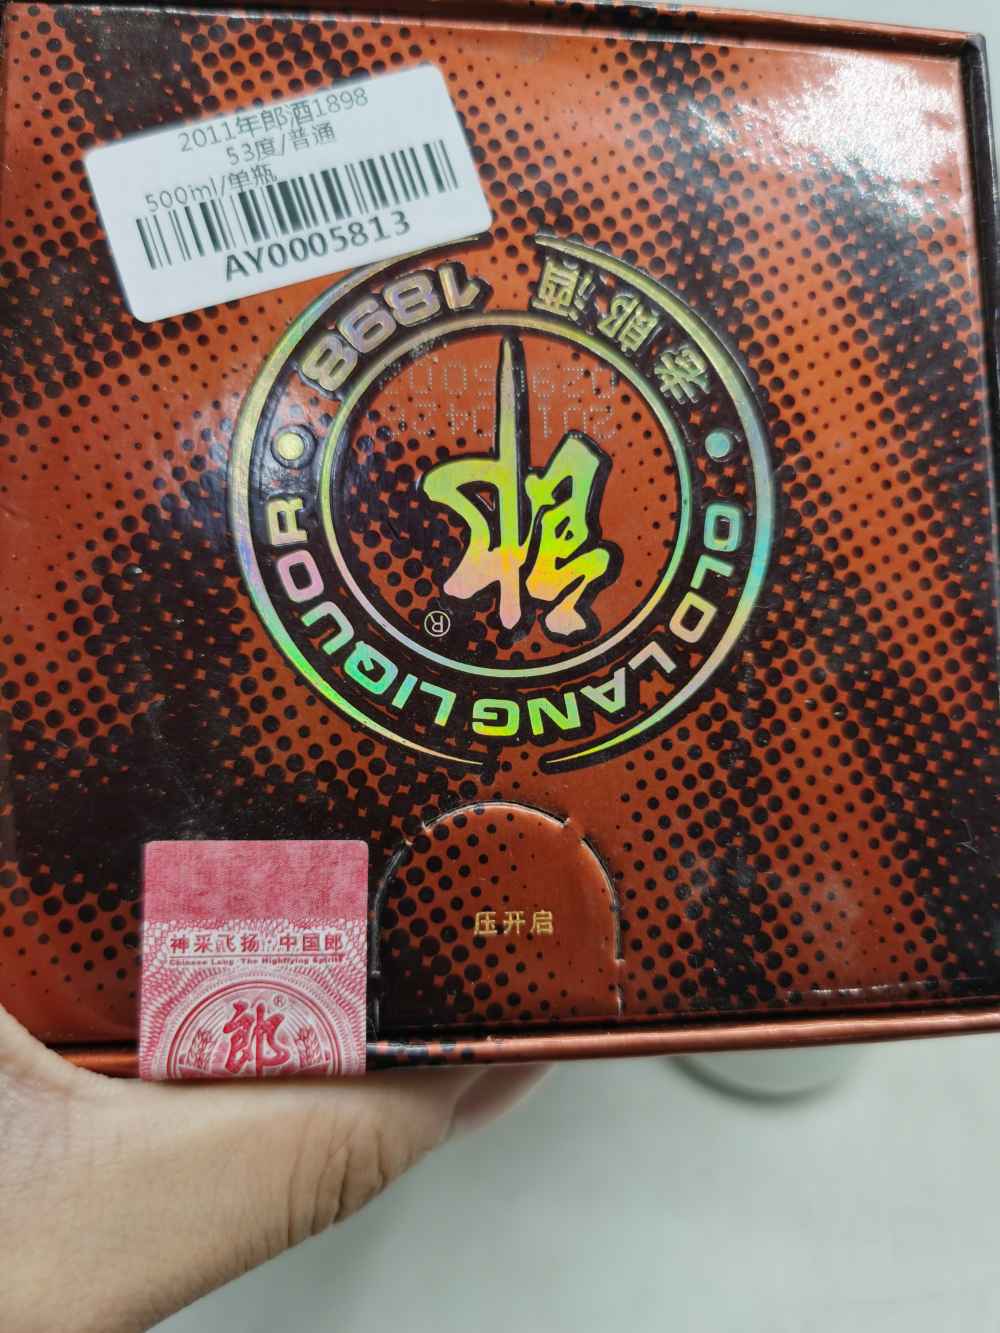 2011年郎酒1898
53度/普通
500ml/单瓶
AY0005813
老郎酒 1898
OLD LANG LIQUOR
郎
®
压开启
神采飞扬·中国郎
Chinese Lang·The Highflying Spirit
郎®